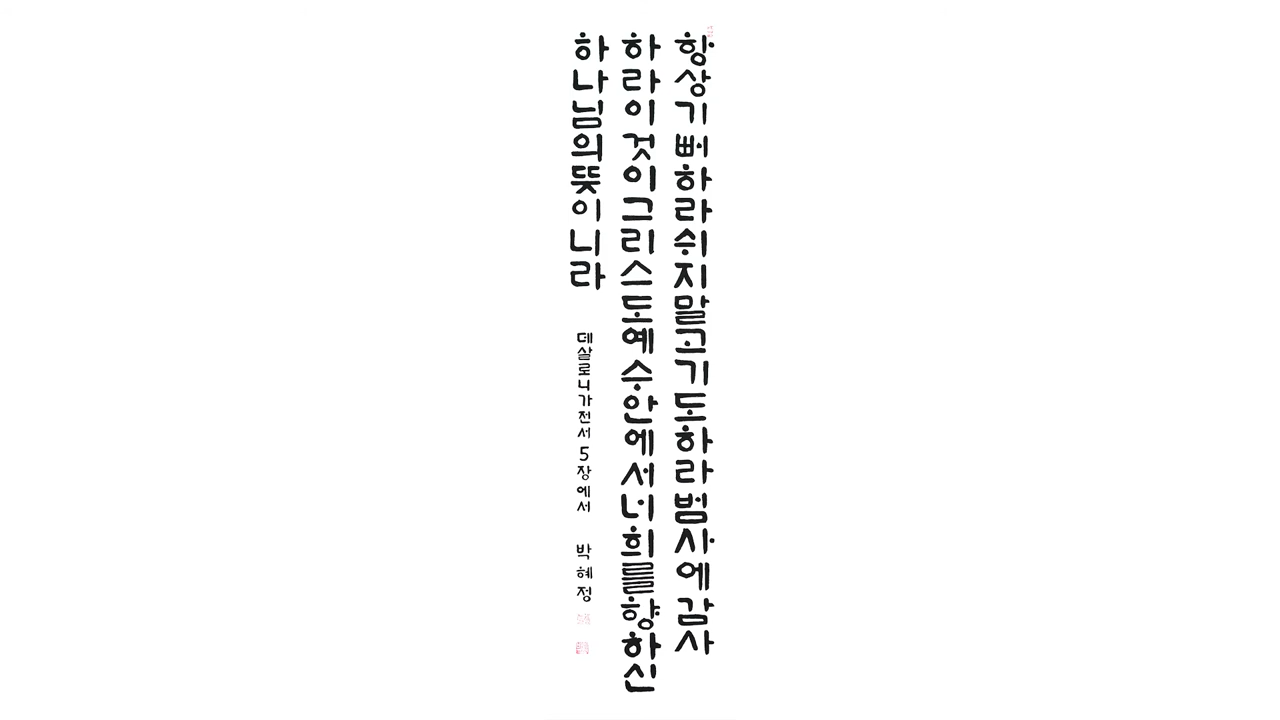 항상기뻐하라쉬지말고기도하라범사에감사
하라이것이그리스도예수안에서너희를향하신
하나님의뜻이니라
데살로니가전서5장에서 박혜정